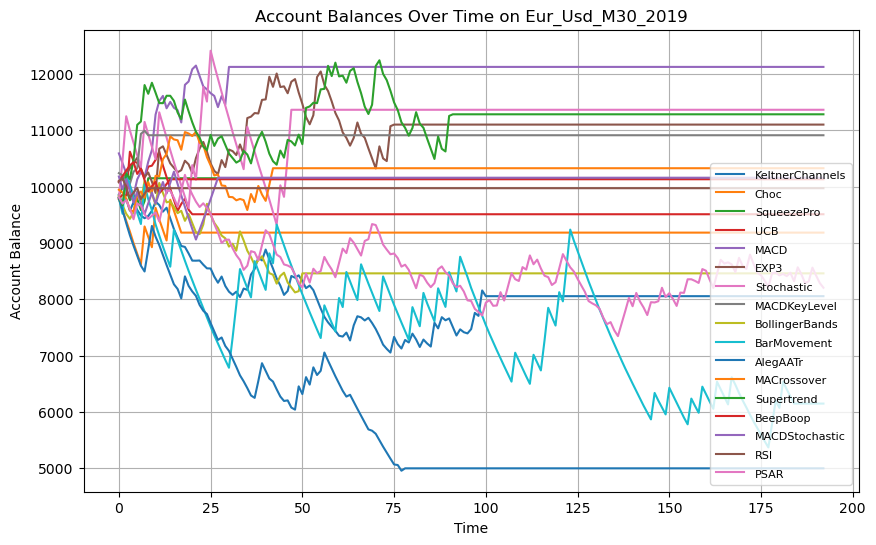 Account Balances Over Time on Eur_Usd_M30_2019
Account Balance
12000
11000
10000
9000
8000
7000
6000
5000
KeltnerChannels
Choc
SqueezePro
UCB
MACD
EXP3
Stochastic
MACDKeyLevel
BollingerBands
BarMovement
AlegAATr
MACrossover
Supertrend
BeepBoop
MACDStochastic
RSI
PSAR
0
25
50
75
100
125
150
175
200
Time